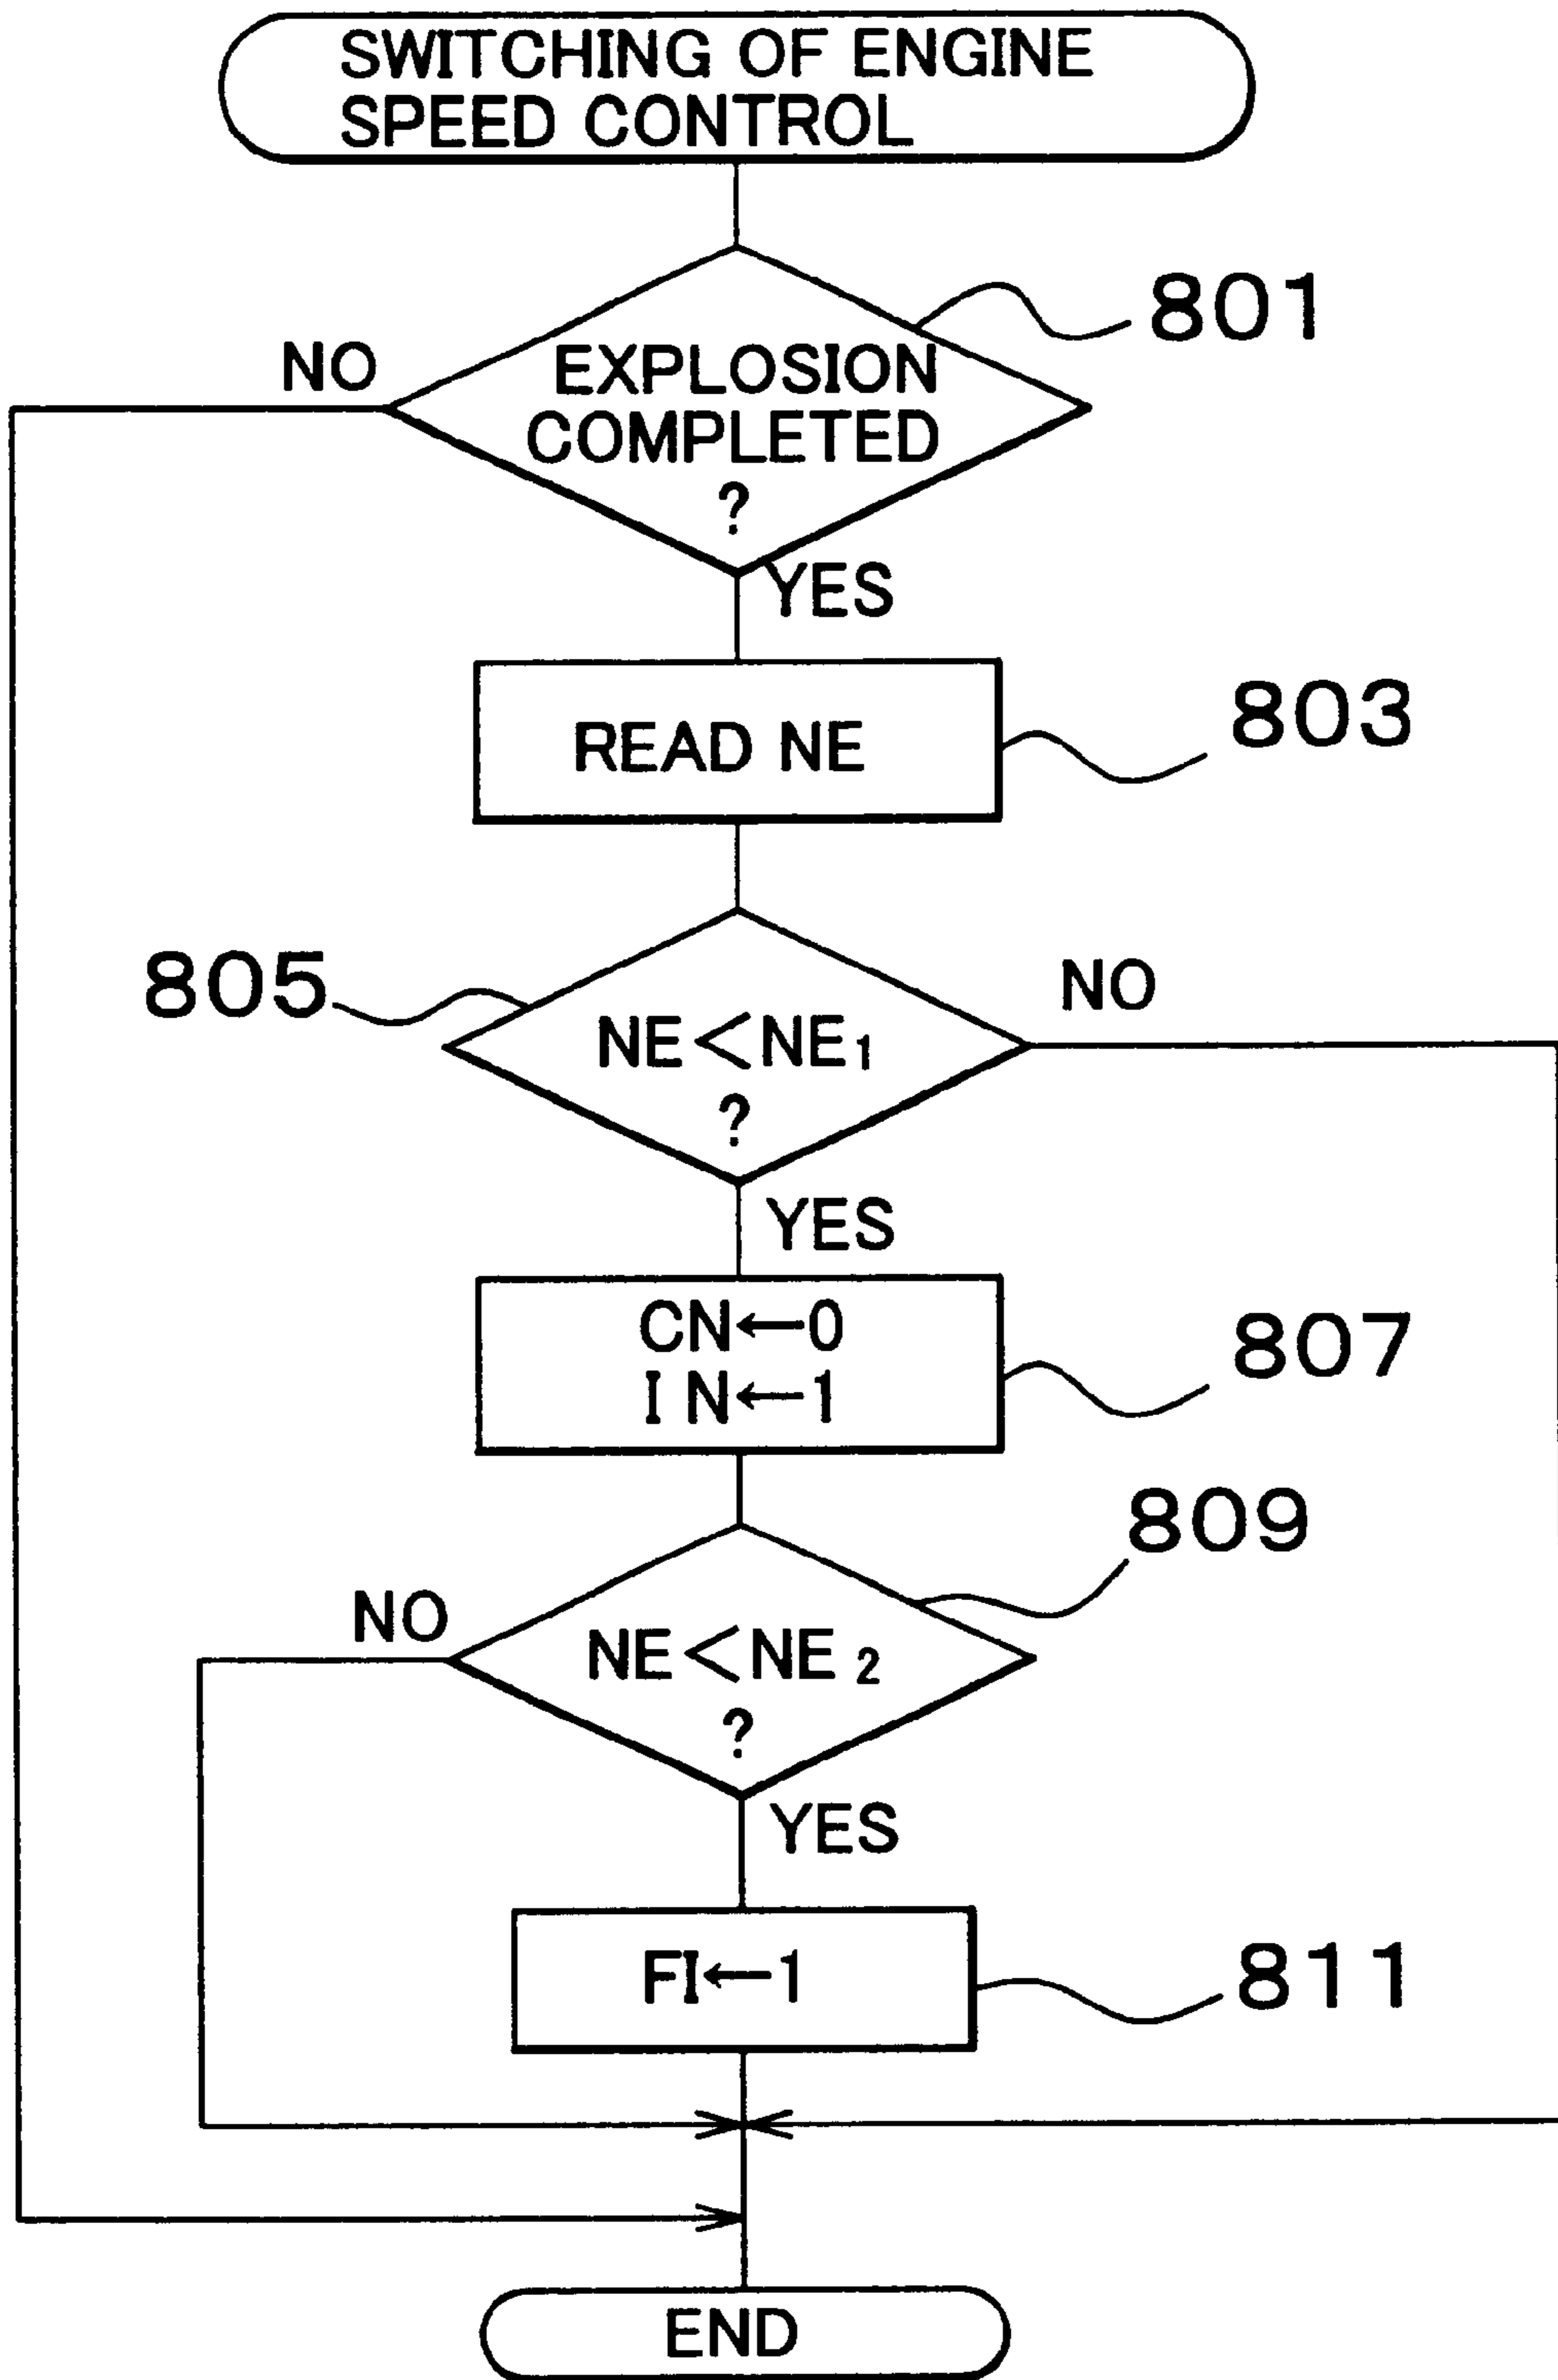 SWITCHING OF ENGINE
SPEED CONTROL
801
NO
EXPLOSION
COMPLETED
?
YES
READ NE
803
805
NO
NE<NE₁
?
YES
CN←0
IN←1
807
809
NO
NE<NE₂
?
YES
FI←1
811
END